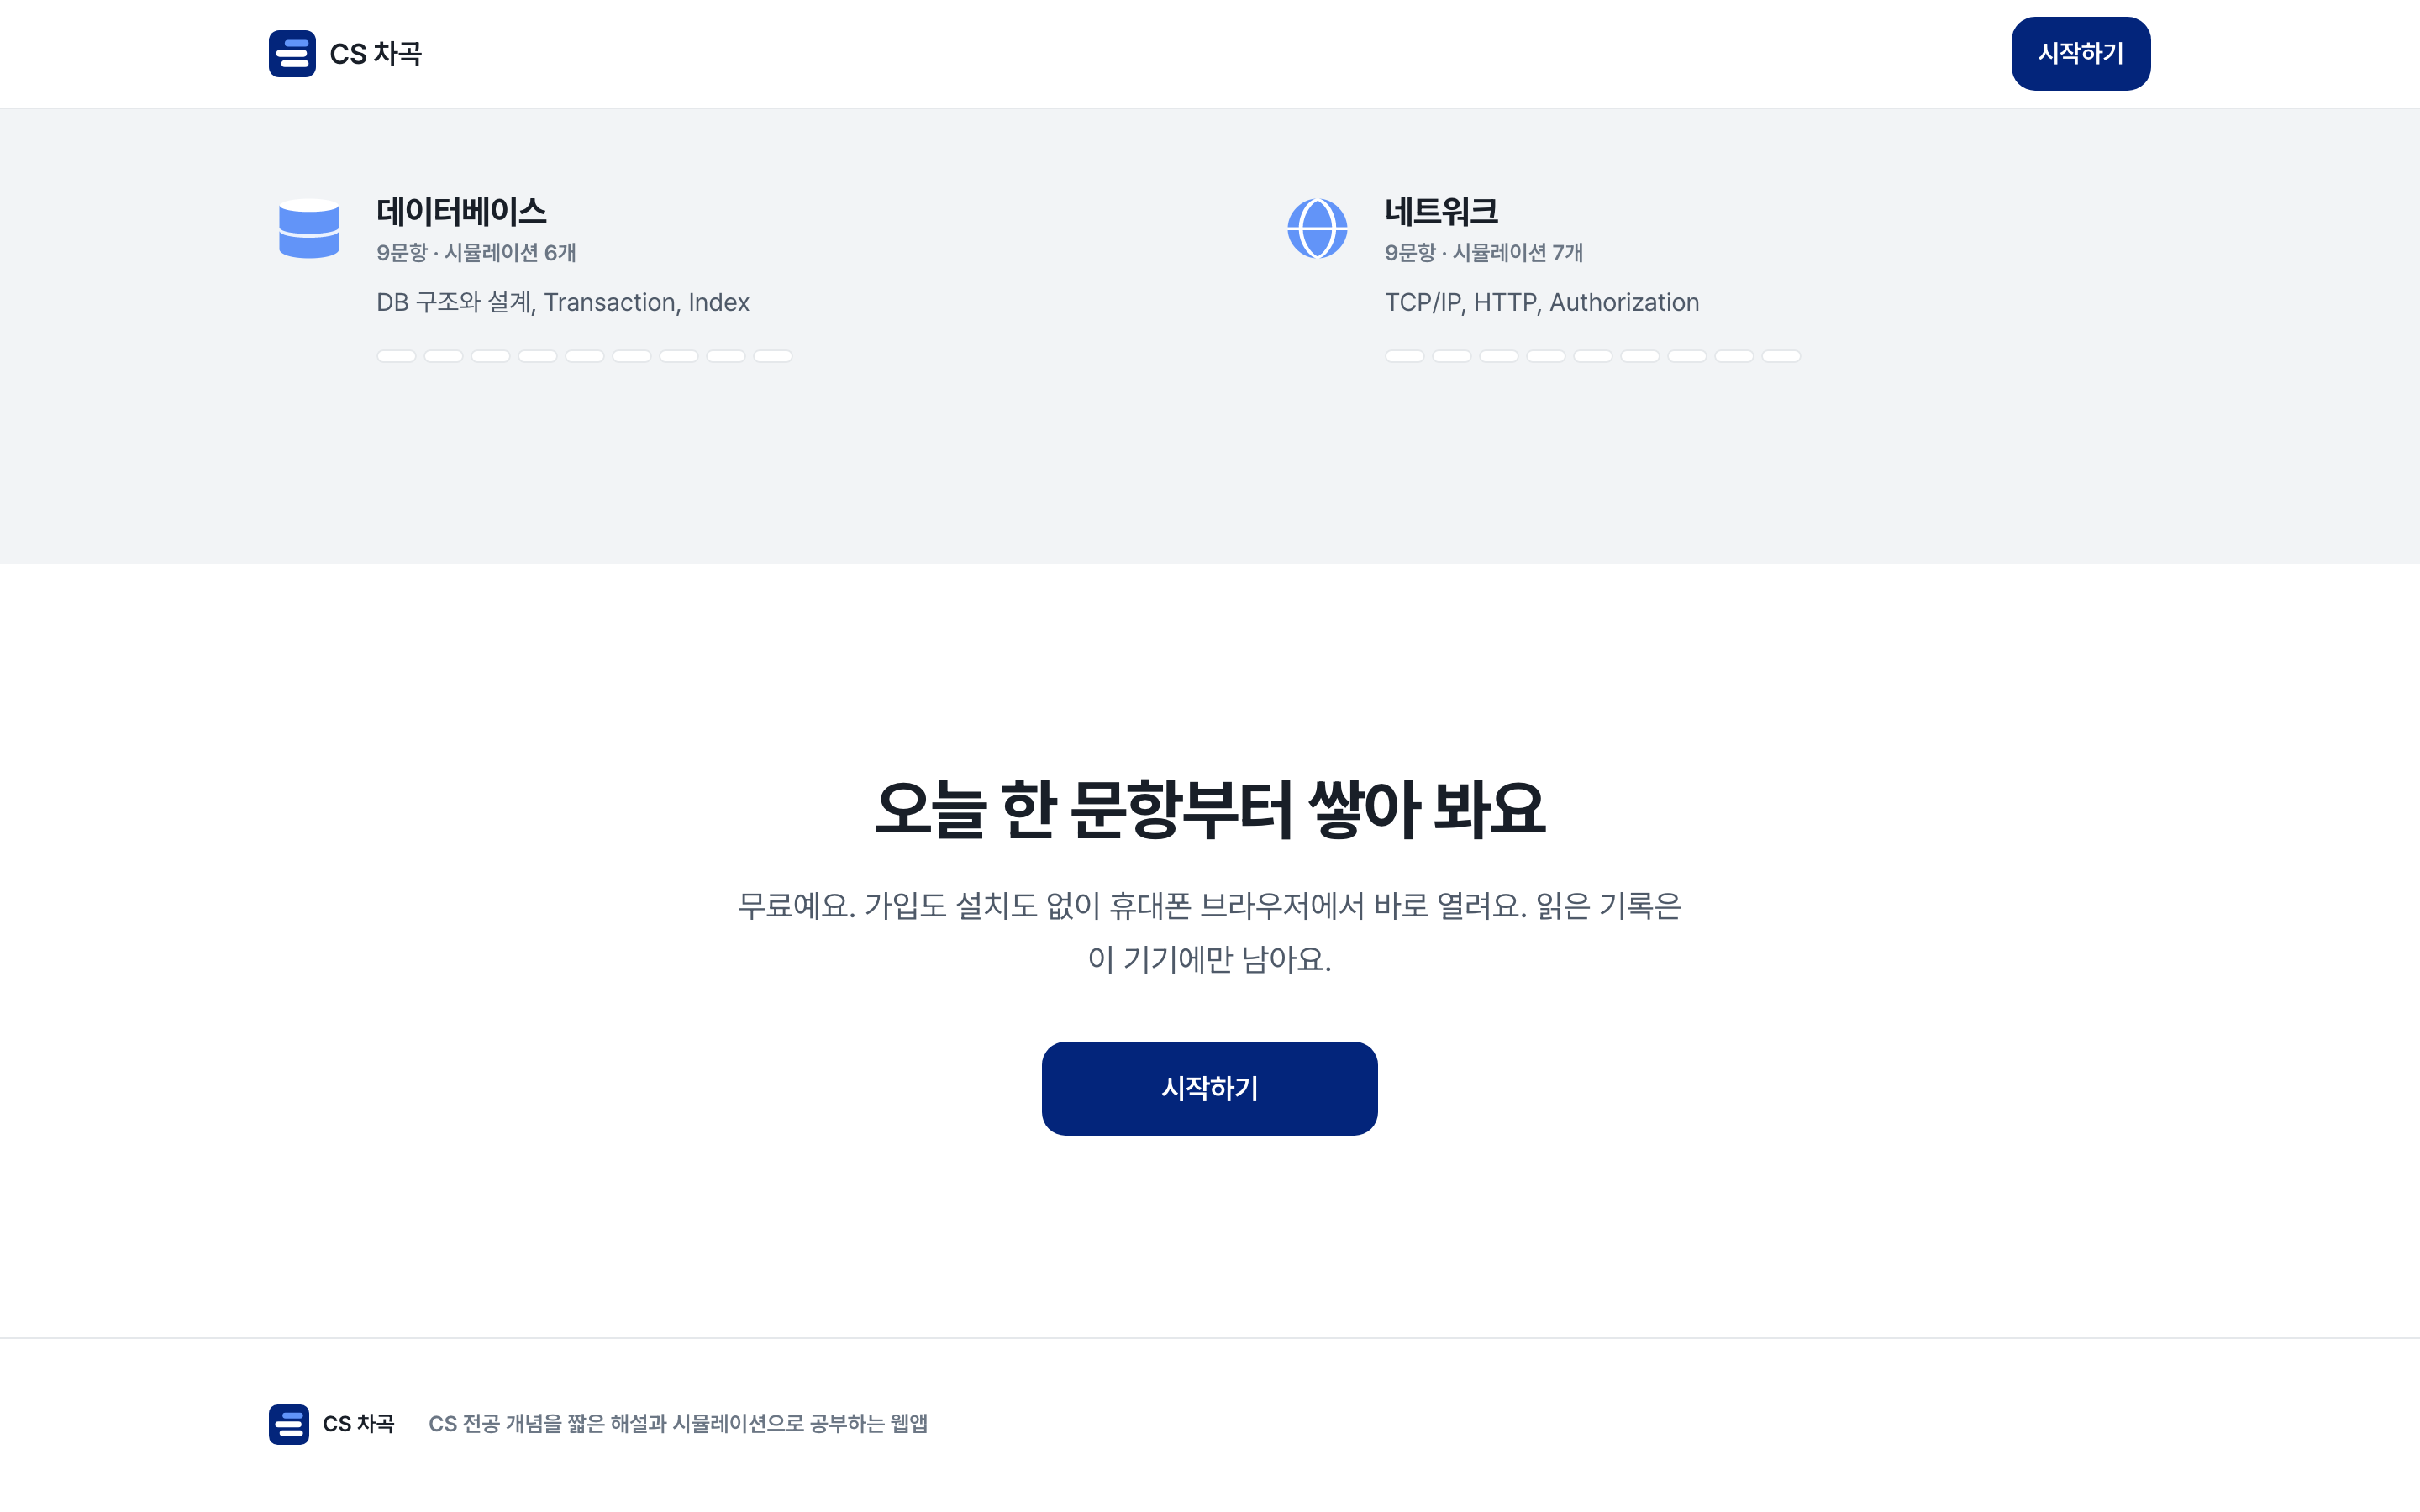 CS 차곡
시작하기
데이터베이스
9문항 · 시뮬레이션 6개
DB 구조와 설계, Transaction, Index
네트워크
9문항 · 시뮬레이션 7개
TCP/IP, HTTP, Authorization
오늘 한 문항부터 쌓아 봐요
무료예요. 가입도 설치도 없이 휴대폰 브라우저에서 바로 열려요. 읽은 기록은
이 기기에만 남아요.
시작하기
CS 차곡
CS 전공 개념을 짧은 해설과 시뮬레이션으로 공부하는 웹앱